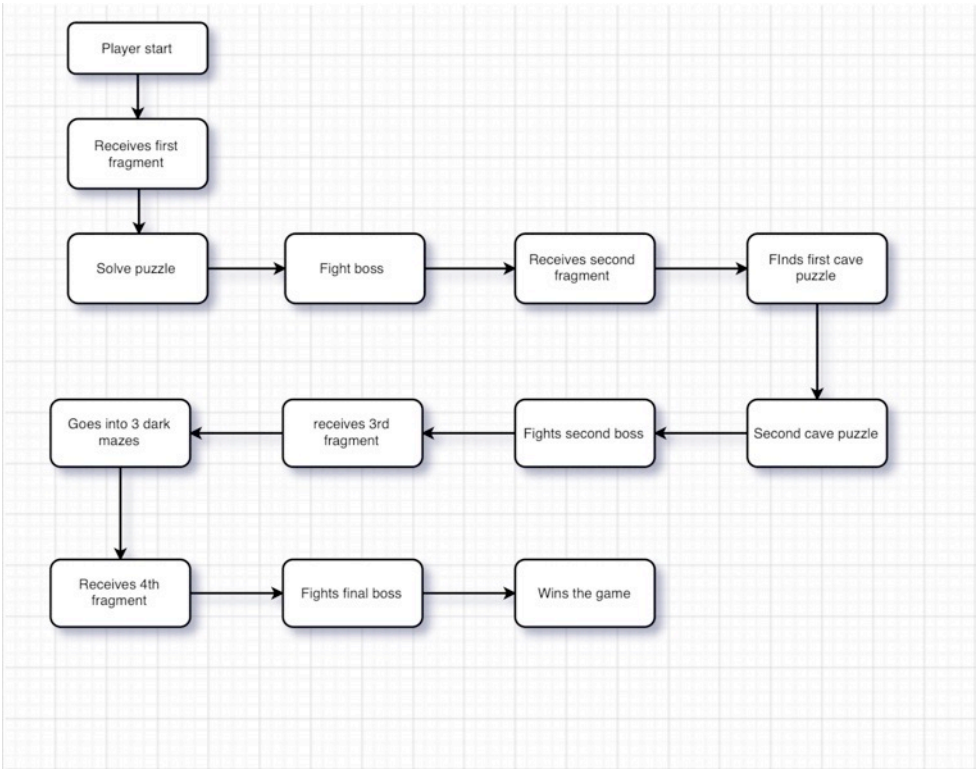 Player start
Receives first
fragment
Solve puzzle
Fight boss
Receives second
fragment
FInds first cave
puzzle
Second cave puzzle
Fights second boss
receives 3rd
fragment
Goes into 3 dark
mazes
Receives 4th
fragment
Fights final boss
Wins the game